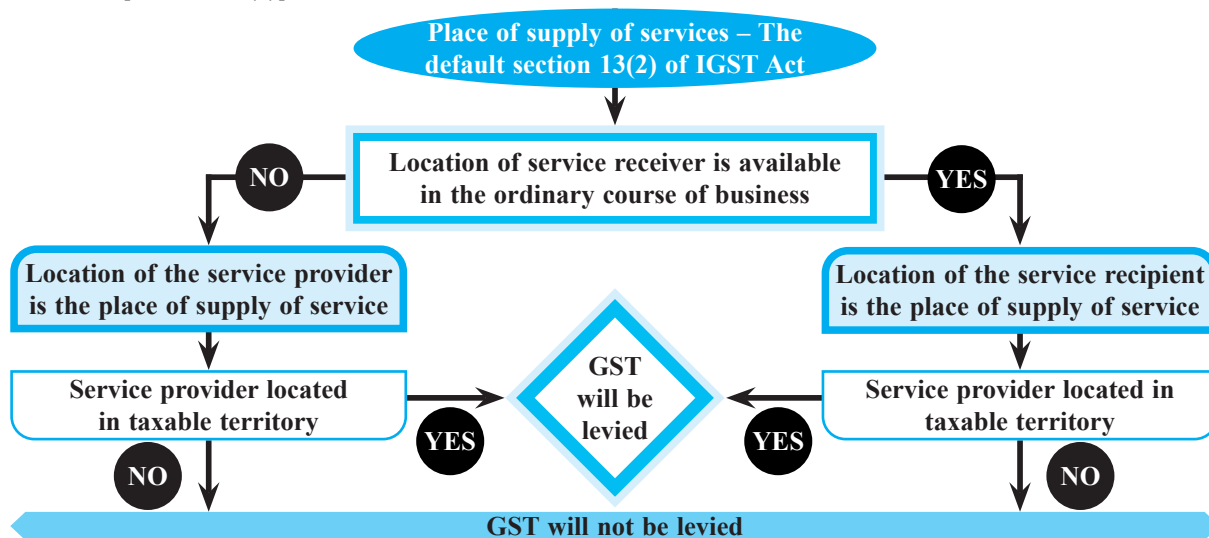 Place of supply of services – The
default section 13(2) of IGST Act
Location of service receiver is available
in the ordinary course of business
NO
YES
Location of the service provider
is the place of supply of service
Location of the service recipient
is the place of supply of service
Service provider located
in taxable territory
YES
GST
will be
levied
YES
Service provider located in
taxable territory
NO
NO
GST will not be levied